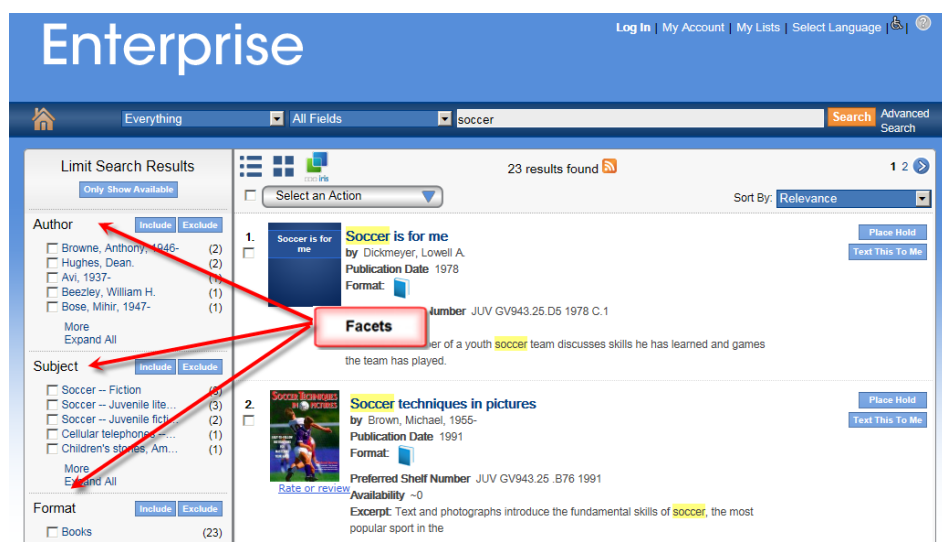 Enterprise
Log In | My Account | My Lists | Select Language | |
Everything All Fields soccer Search Advanced Search
Limit Search Results
Only Show Available
Author Include Exclude
Browne, Anthony, 1946- (2)
Hughes, Dean. (2)
Avi, 1937- (1)
Beezley, William H. (1)
Bose, Mihir, 1947- (1)
More
Expand All
Subject Include Exclude
Soccer -- Fiction
Soccer -- Juvenile lite... (3)
Soccer -- Juvenile ficti... (2)
Cellular telephones --... (1)
Children's stories, Am... (1)
More
Expand All
Format Include Exclude
Books (23)
Facets
23 results found
1 2
Select an Action
Sort By: Relevance
1.
Soccer is for me
Soccer is for me
by Dickmeyer, Lowell A.
Publication Date 1978
Format:
Number JUV GV943.25.D5 1978 C.1
of a youth soccer team discusses skills he has learned and games
the team has played.
Place Hold
Text This To Me
2.
SOCCER TECHNIQUES
IN PICTURES
Rate or review
Soccer techniques in pictures
by Brown, Michael, 1955-
Publication Date 1991
Format:
Preferred Shelf Number JUV GV943.25 .B76 1991
Availability ~0
Excerpt: Text and photographs introduce the fundamental skills of soccer, the most
popular sport in the
Place Hold
Text This To Me